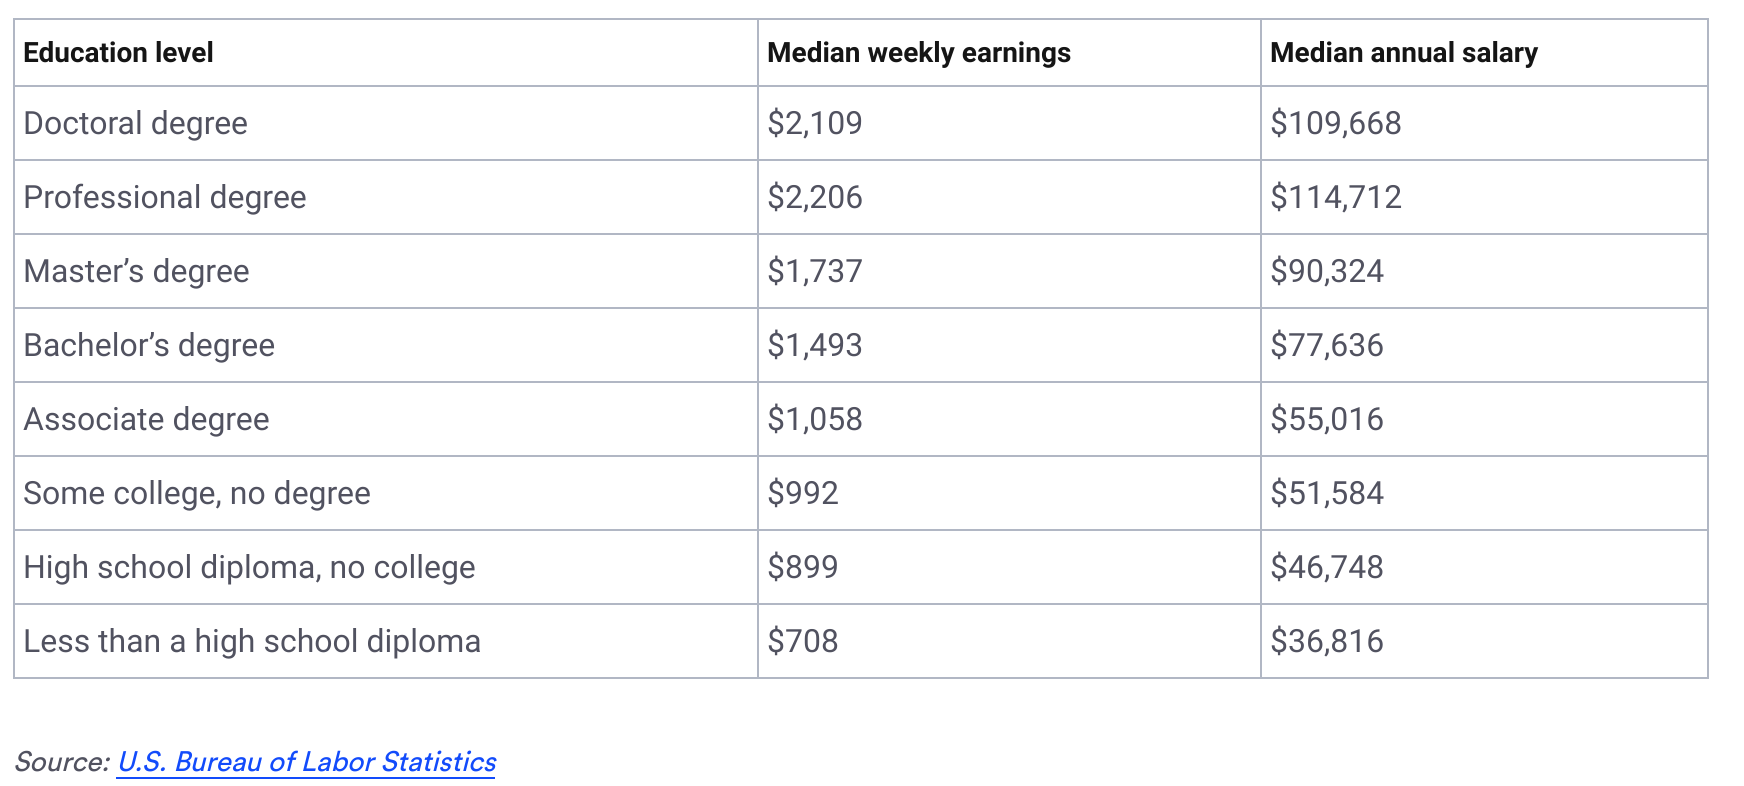 Education level Median weekly earnings Median annual salary
Doctoral degree $2,109 $109,668
Professional degree $2,206 $114,712
Master’s degree $1,737 $90,324
Bachelor’s degree $1,493 $77,636
Associate degree $1,058 $55,016
Some college, no degree $992 $51,584
High school diploma, no college $899 $46,748
Less than a high school diploma $708 $36,816
Source: U.S. Bureau of Labor Statistics